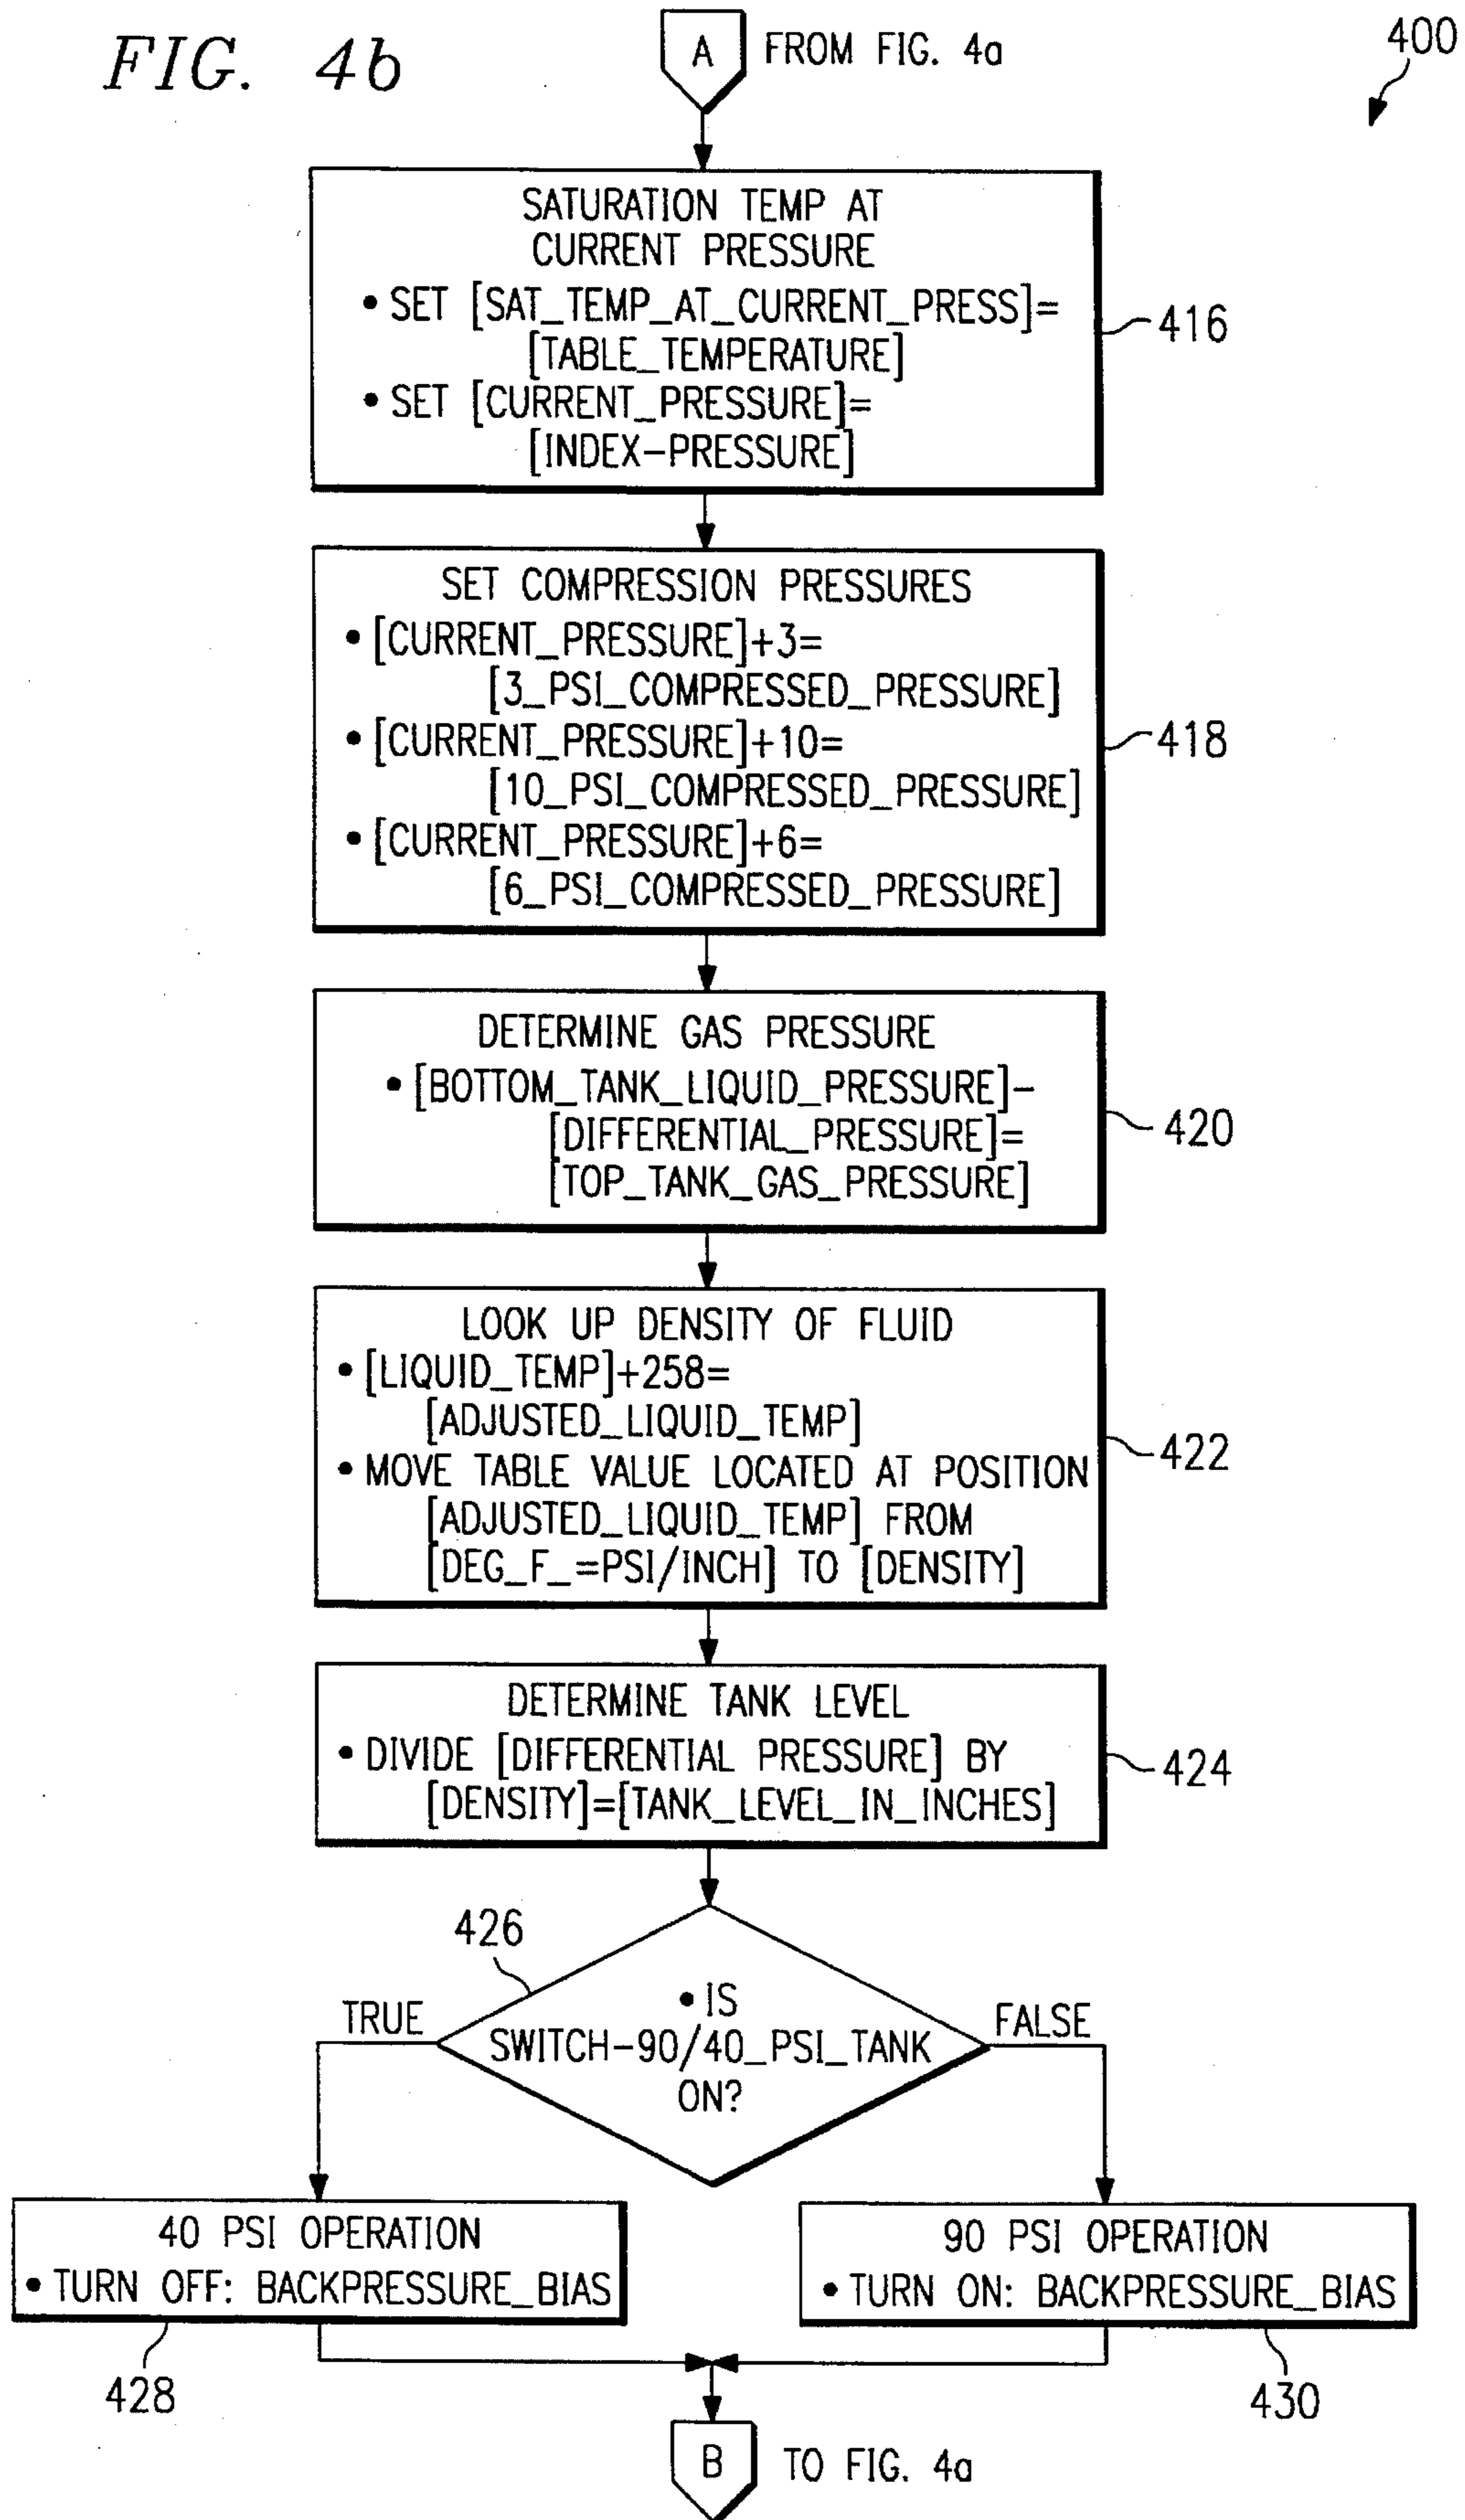 FIG. 4b
A FROM FIG. 4a
400
SATURATION TEMP AT
CURRENT PRESSURE
• SET [SAT_TEMP_AT_CURRENT_PRESS]=
[TABLE_TEMPERATURE]
• SET [CURRENT_PRESSURE]=
[INDEX-PRESSURE]
416
SET COMPRESSION PRESSURES
• [CURRENT_PRESSURE]+3=
[3_PSI_COMPRESSED_PRESSURE]
• [CURRENT_PRESSURE]+10=
[10_PSI_COMPRESSED_PRESSURE]
• [CURRENT_PRESSURE]+6=
[6_PSI_COMPRESSED_PRESSURE]
418
DETERMINE GAS PRESSURE
• [BOTTOM_TANK_LIQUID_PRESSURE]-
[DIFFERENTIAL_PRESSURE]=
[TOP_TANK_GAS_PRESSURE]
420
LOOK UP DENSITY OF FLUID
• [LIQUID_TEMP]+258=
[ADJUSTED_LIQUID_TEMP]
• MOVE TABLE VALUE LOCATED AT POSITION
[ADJUSTED_LIQUID_TEMP] FROM
[DEG_F_=PSI/INCH] TO [DENSITY]
422
DETERMINE TANK LEVEL
• DIVIDE [DIFFERENTIAL PRESSURE] BY
[DENSITY]=[TANK_LEVEL_IN_INCHES]
424
426
• IS
SWITCH-90/40_PSI_TANK
ON?
TRUE
FALSE
40 PSI OPERATION
• TURN OFF: BACKPRESSURE_BIAS
428
90 PSI OPERATION
• TURN ON: BACKPRESSURE_BIAS
430
B TO FIG. 4a